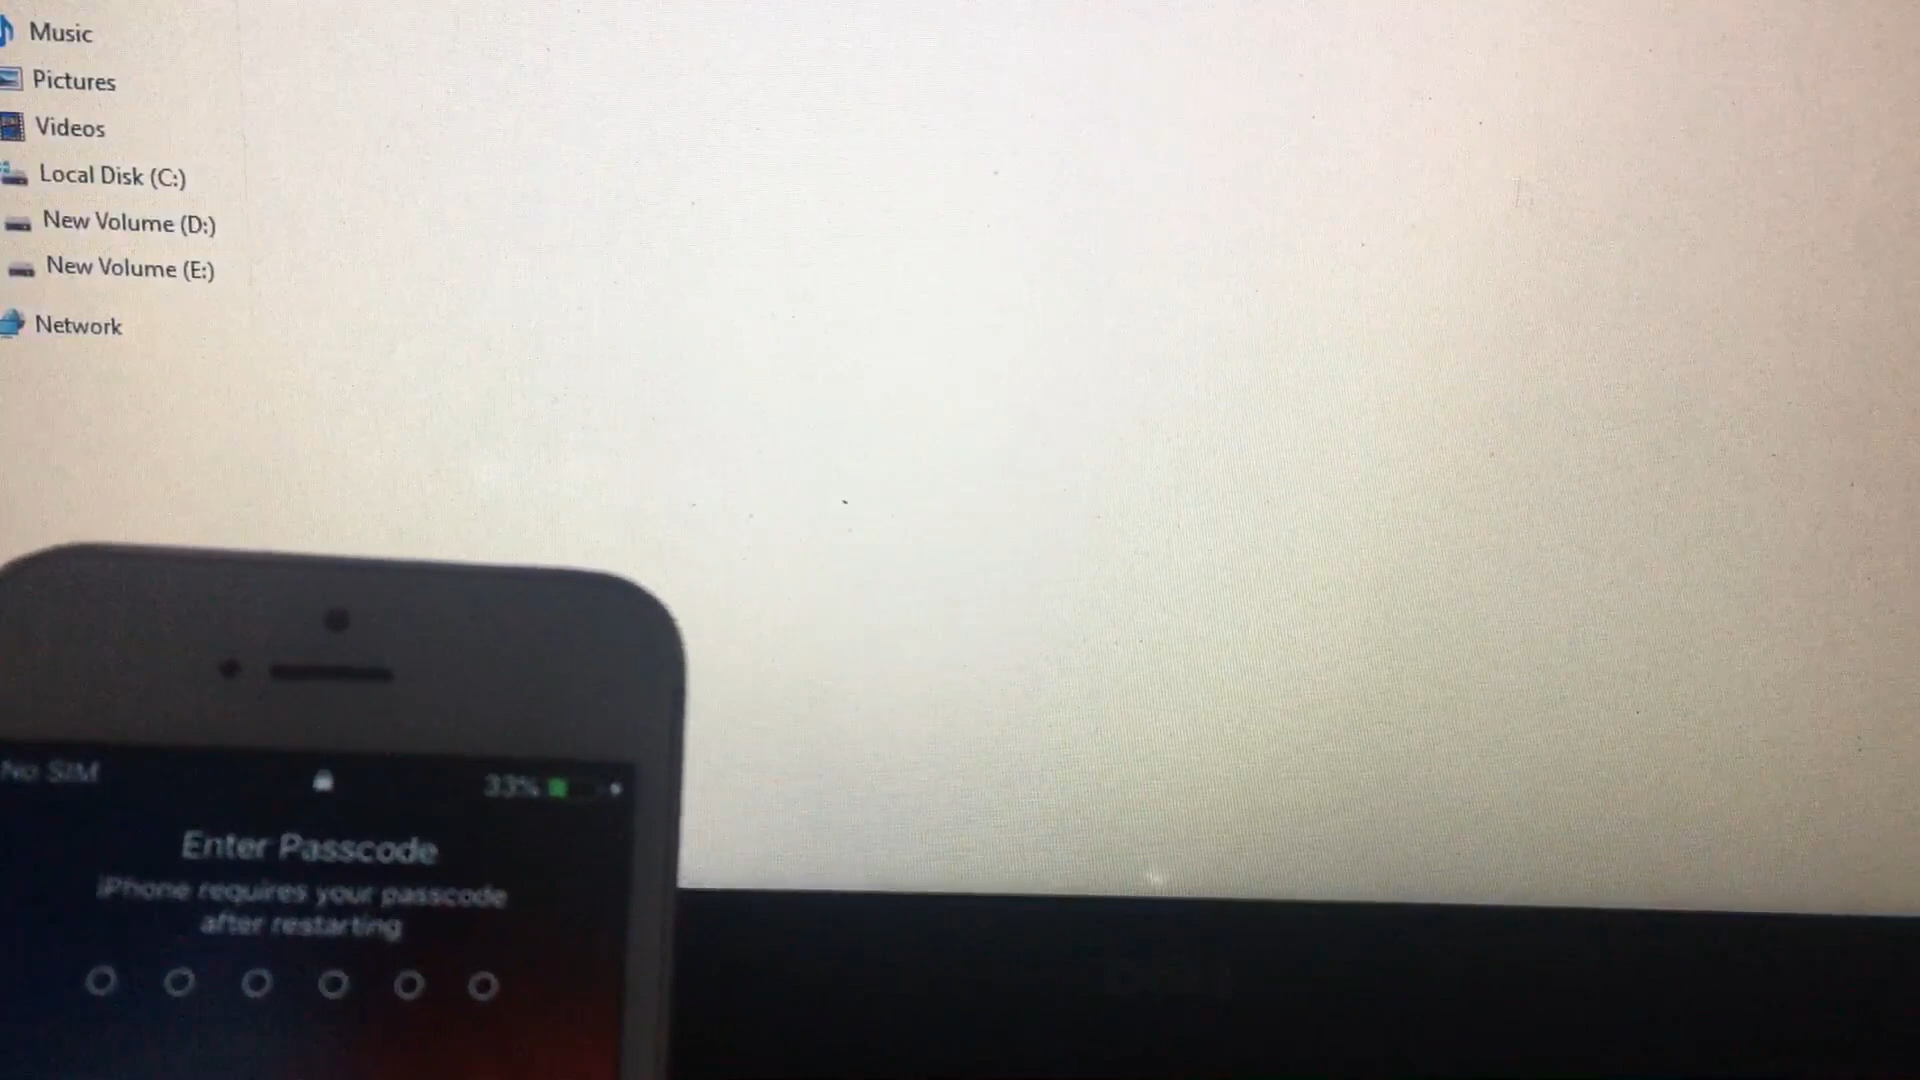 Music
Pictures
Videos
Local Disk (C:)
New Volume (D:)
New Volume (E:)
Network
No SIM
33%
Enter Passcode
iPhone requires your passcode
after restarting